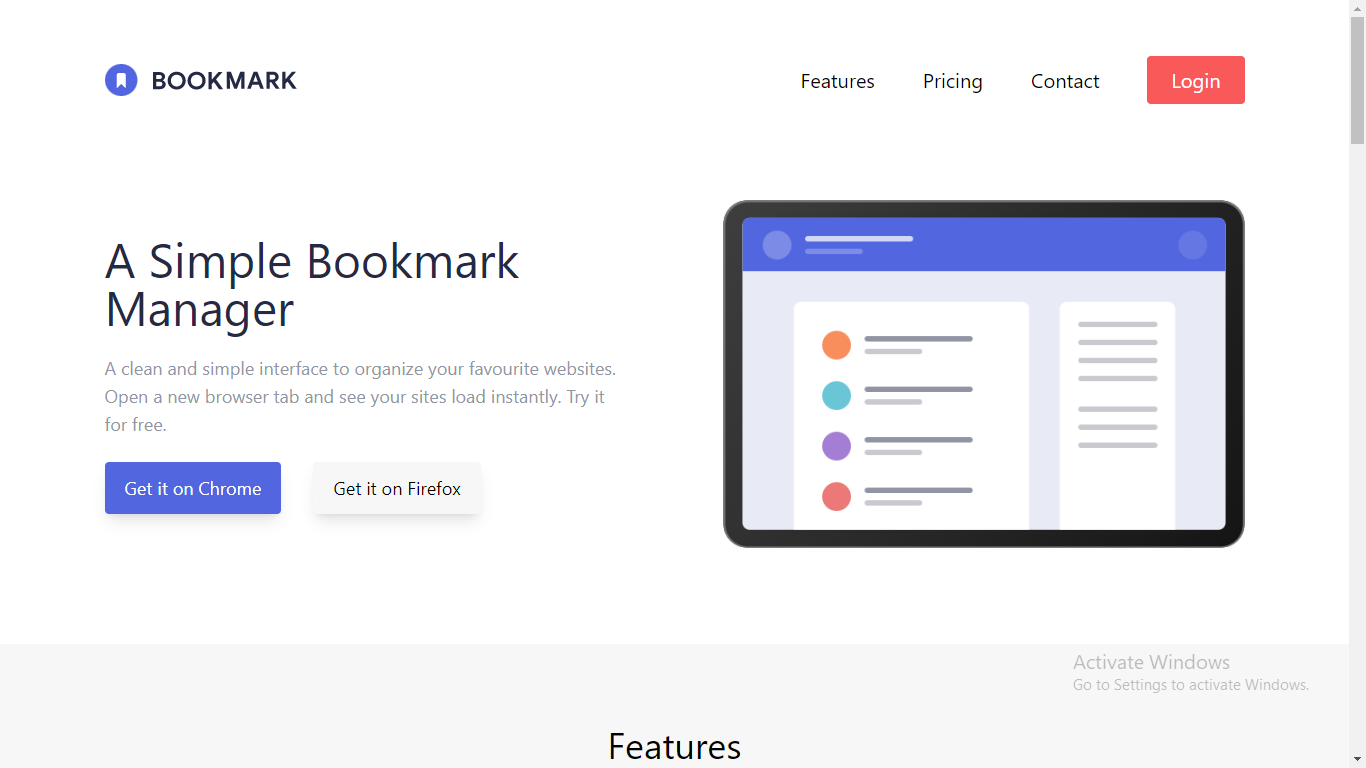 BOOKMARK
Features
Pricing
Contact
Login
A Simple Bookmark
Manager
A clean and simple interface to organize your favourite websites.
Open a new browser tab and see your sites load instantly. Try it
for free.
Get it on Chrome
Get it on Firefox
Activate Windows
Go to Settings to activate Windows.
Features